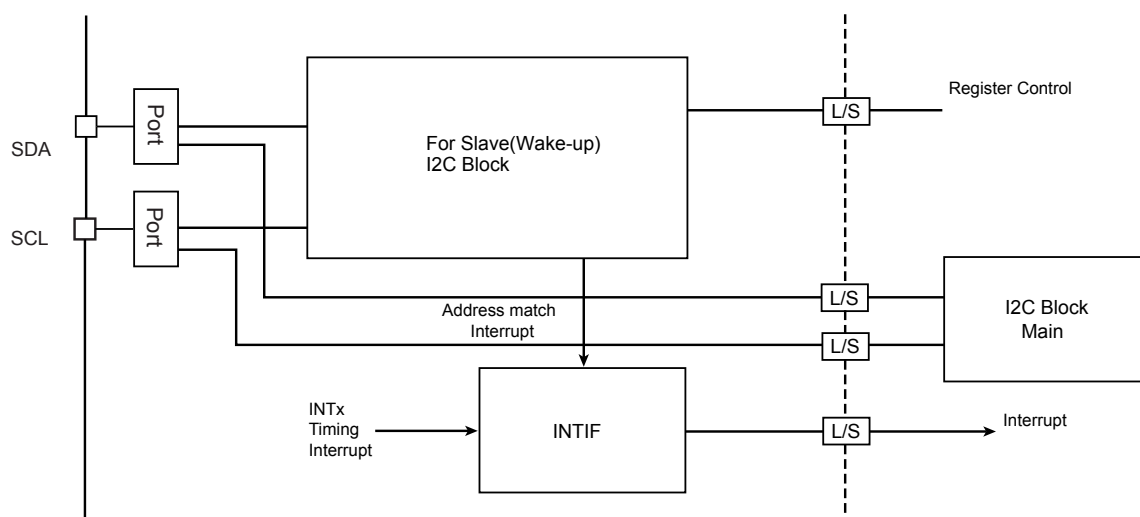 Port
SDA
Port
SCL
For Slave(Wake-up)
I2C Block
L/S
Register Control
Address match
Interrupt
L/S
L/S
I2C Block
Main
INTx
Timing
Interrupt
INTIF
L/S
Interrupt